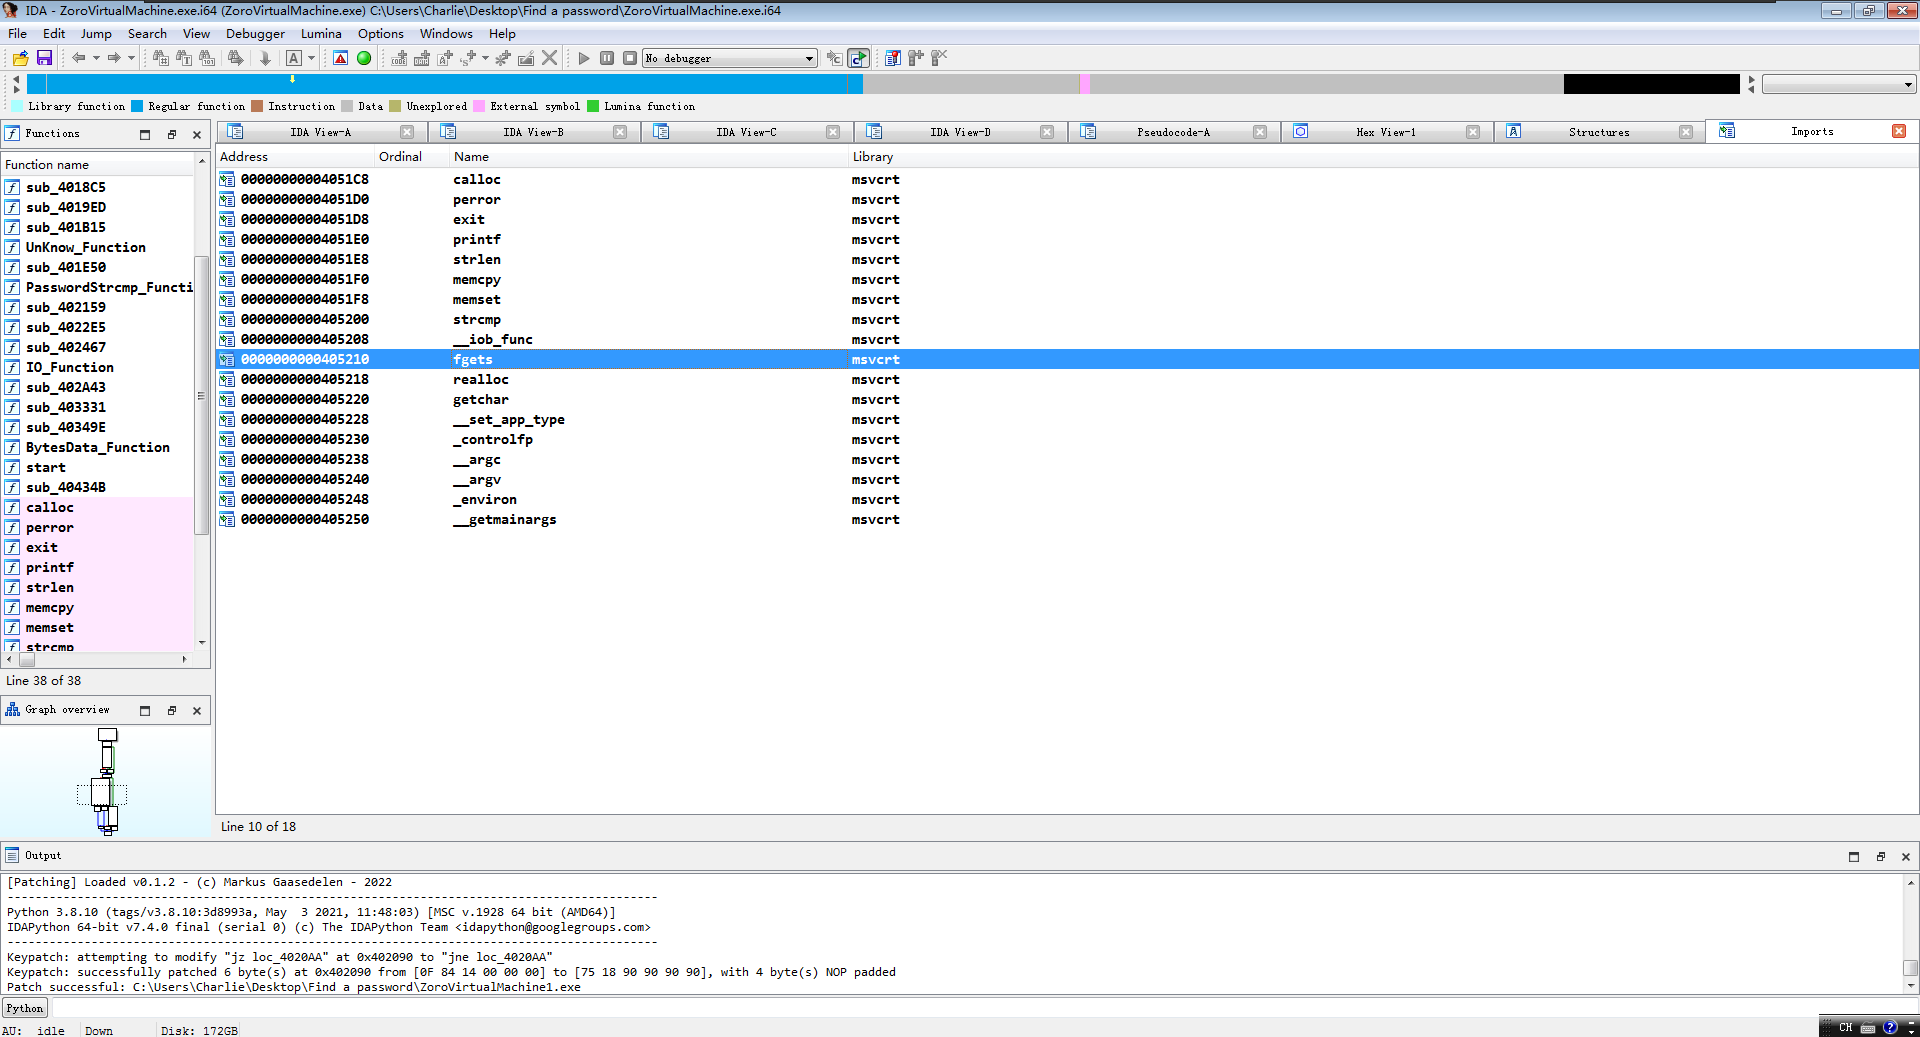 IDA - ZoroVirtualMachine.exe.i64 (ZoroVirtualMachine.exe) C:\Users\Charlie\Desktop\Find a password\ZoroVirtualMachine.exe.i64
File Edit Jump Search View Debugger Lumina Options Windows Help
No debugger
Library function Regular function Instruction Data Unexplored External symbol Lumina function
Functions
Function name
sub_4018C5
sub_4019ED
sub_401B15
UnKnow_Function
sub_401E50
PasswordStrcmp_Functi
sub_402159
sub_4022E5
sub_402467
IO_Function
sub_402A43
sub_403331
sub_40349E
BytesData_Function
start
sub_40434B
calloc
perror
exit
printf
strlen
memcpy
memset
strcmp
Line 38 of 38
Graph overview
IDA View-A IDA View-B IDA View-C IDA View-D Pseudocode-A Hex View-1 Structures Imports
Address Ordinal Name Library
00000000004051C8 calloc msvcrt
00000000004051D0 perror msvcrt
00000000004051D8 exit msvcrt
00000000004051E0 printf msvcrt
00000000004051E8 strlen msvcrt
00000000004051F0 memcpy msvcrt
00000000004051F8 memset msvcrt
0000000000405200 strcmp msvcrt
0000000000405208 __iob_func msvcrt
0000000000405210 fgets msvcrt
0000000000405218 realloc msvcrt
0000000000405220 getchar msvcrt
0000000000405228 __set_app_type msvcrt
0000000000405230 _controlfp msvcrt
0000000000405238 __argc msvcrt
0000000000405240 __argv msvcrt
0000000000405248 _environ msvcrt
0000000000405250 __getmainargs msvcrt
Line 10 of 18
Output
[Patching] Loaded v0.1.2 - (c) Markus Gaasedelen - 2022
---------------------------------------------------------------------------------------------
Python 3.8.10 (tags/v3.8.10:3d8993a, May  3 2021, 11:48:03) [MSC v.1928 64 bit (AMD64)]
IDAPython 64-bit v7.4.0 final (serial 0) (c) The IDAPython Team <idapython@googlegroups.com>
---------------------------------------------------------------------------------------------
Keypatch: attempting to modify "jz loc_4020AA" at 0x402090 to "jne loc_4020AA"
Keypatch: successfully patched 6 byte(s) at 0x402090 from [0F 84 14 00 00 00] to [75 18 90 90 90 90], with 4 byte(s) NOP padded
Patch successful: C:\Users\Charlie\Desktop\Find a password\ZoroVirtualMachine1.exe
Python
AU: idle Down Disk: 172GB
CH